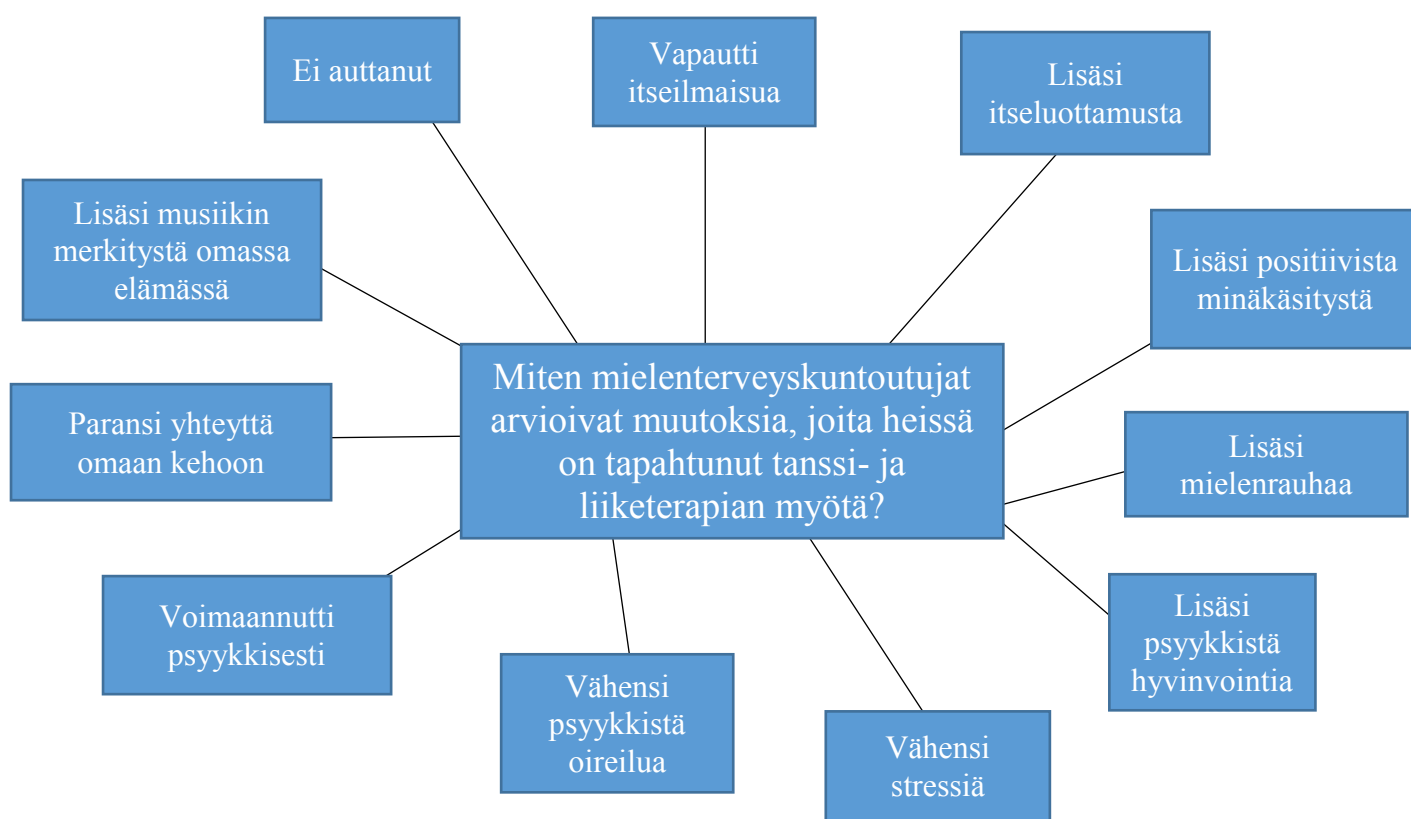 Ei auttanut
Vapautti
itseilmaisua
Lisäsi
itseluottamusta
Lisäsi musiikin
merkitystä omassa
elämässä
Lisäsi positiivista
minäkäsitystä
Miten mielenterveyskuntoutujat
arvioivat muutoksia, joita heissä
on tapahtunut tanssi- ja
liiketerapian myötä?
Paransi yhteyttä
omaan kehoon
Lisäsi
mielenrauhaa
Voimaannutti
psyykkisesti
Vähensi
psyykkistä
oireilua
Vähensi
stressiä
Lisäsi
psyykkistä
hyvinvointia